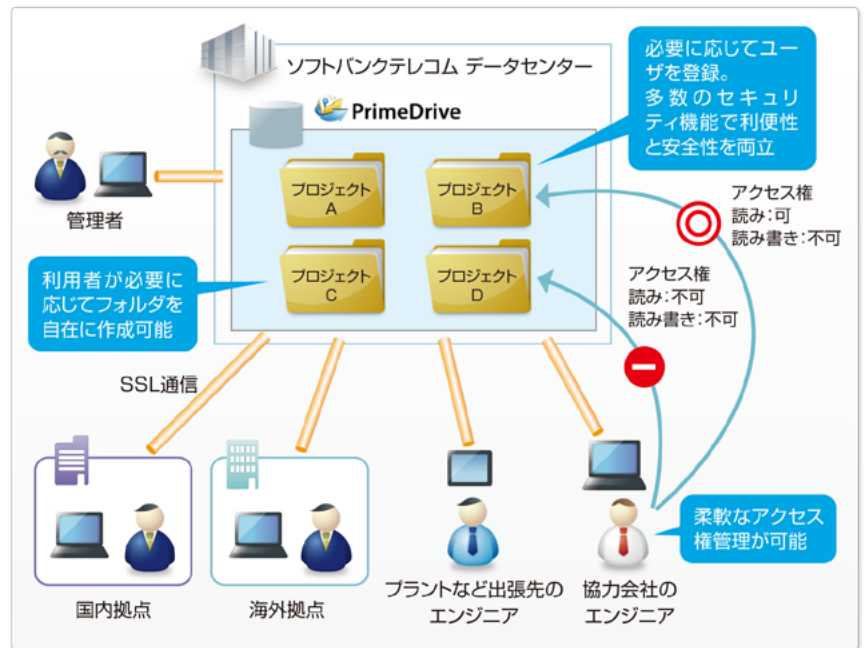 ソフトバンクテレコム データセンター
PrimeDrive
必要に応じてユー
ザを登録。
多数のセキュリ
ティ機能で利便性
と安全性を両立
管理者
プロジェクト
A
プロジェクト
B
アクセス権
読み:可
読み書き:不可
利用者が必要に
応じてフォルダを
自在に作成可能
プロジェクト
C
プロジェクト
D
アクセス権
読み:不可
読み書き:不可
SSL通信
国内拠点
海外拠点
プラントなど出張先の
エンジニア
協力会社の
エンジニア
柔軟なアクセス
権管理が可能